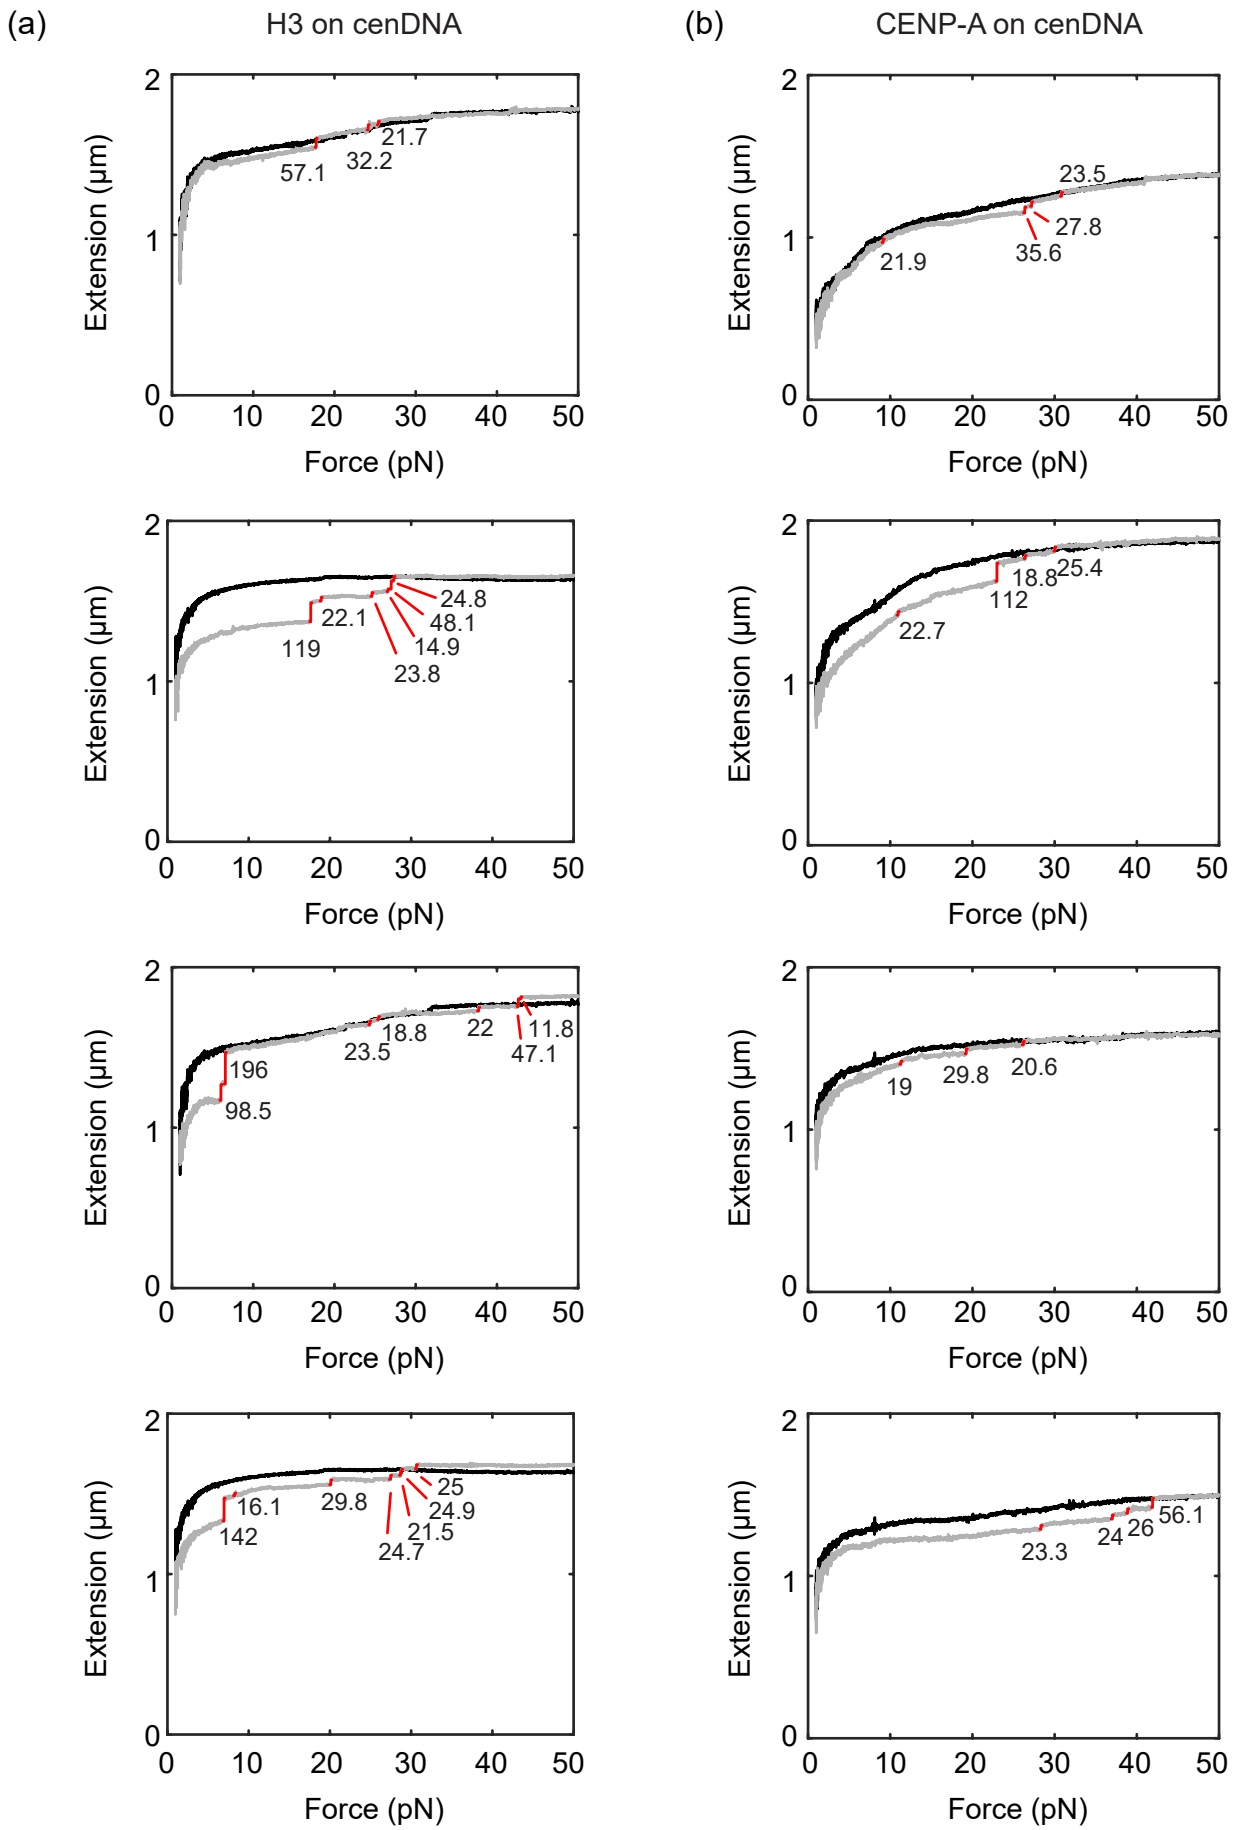 (a)
H3 on cenDNA
(b)
CENP-A on cenDNA
Extension (μm)
2
1
0
57.1
32.2
21.7
0 10 20 30 40 50
Force (pN)
Extension (μm)
2
1
0
21.9
35.6
27.8
23.5
0 10 20 30 40 50
Force (pN)
Extension (μm)
2
1
0
119
22.1
24.8
48.1
14.9
23.8
0 10 20 30 40 50
Force (pN)
Extension (μm)
2
1
0
22.7
112
18.8
25.4
0 10 20 30 40 50
Force (pN)
Extension (μm)
2
1
0
196
98.5
23.5
18.8
22
11.8
47.1
0 10 20 30 40 50
Force (pN)
Extension (μm)
2
1
0
19
29.8
20.6
0 10 20 30 40 50
Force (pN)
Extension (μm)
2
1
0
142
16.1
29.8
25
24.9
21.5
24.7
0 10 20 30 40 50
Force (pN)
Extension (μm)
2
1
0
23.3
24
26
56.1
0 10 20 30 40 50
Force (pN)